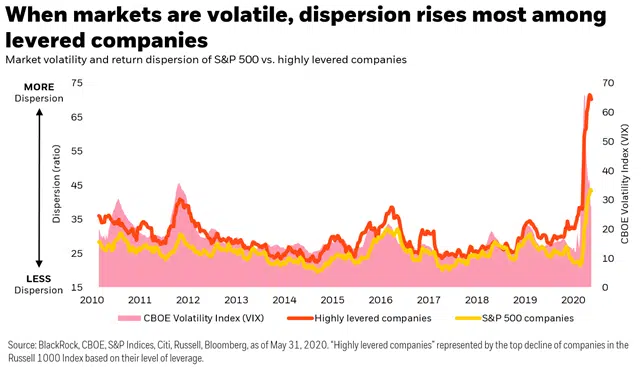 When markets are volatile, dispersion rises most among
levered companies
Market volatility and return dispersion of S&P 500 vs. highly levered companies
MORE
Dispersion
LESS
Dispersion
Dispersion (ratio)
75
65
55
45
35
25
15
70
60
50
40
30
20
10
0
CBOE Volatility Index (VIX)
2010 2011 2012 2013 2014 2015 2016 2017 2018 2019 2020
CBOE Volatility Index (VIX) Highly levered companies S&P 500 companies
Source: BlackRock, CBOE, S&P Indices, Citi, Russell, Bloomberg, as of May 31, 2020. “Highly levered companies” represented by the top decline of companies in the
Russell 1000 Index based on their level of leverage.